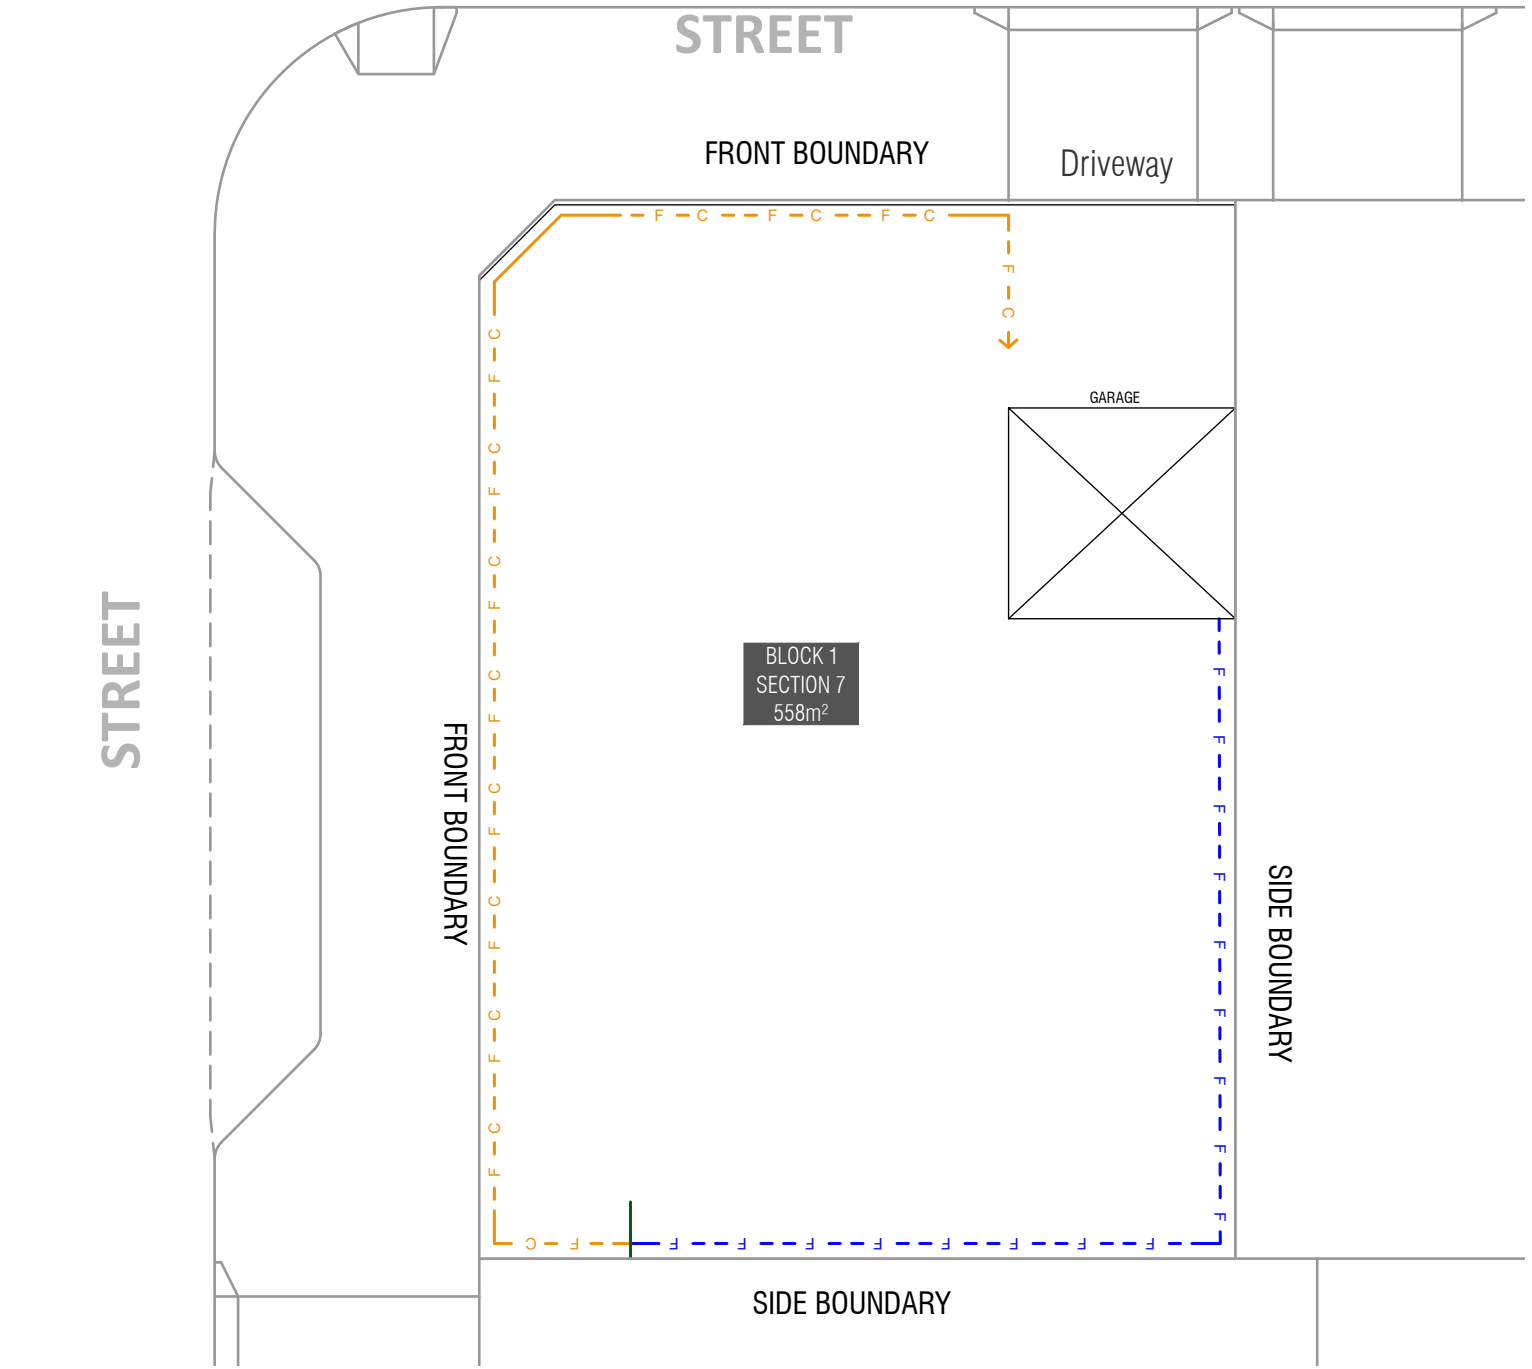 STREET
FRONT BOUNDARY
Driveway
F C F C F C
F C
GARAGE
C F C F C F C F C F C F C F C F
STREET
BLOCK 1
SECTION 7
558m²
FRONT BOUNDARY
F F F F F F F F F
SIDE BOUNDARY
C F
F F F F F F F F
SIDE BOUNDARY